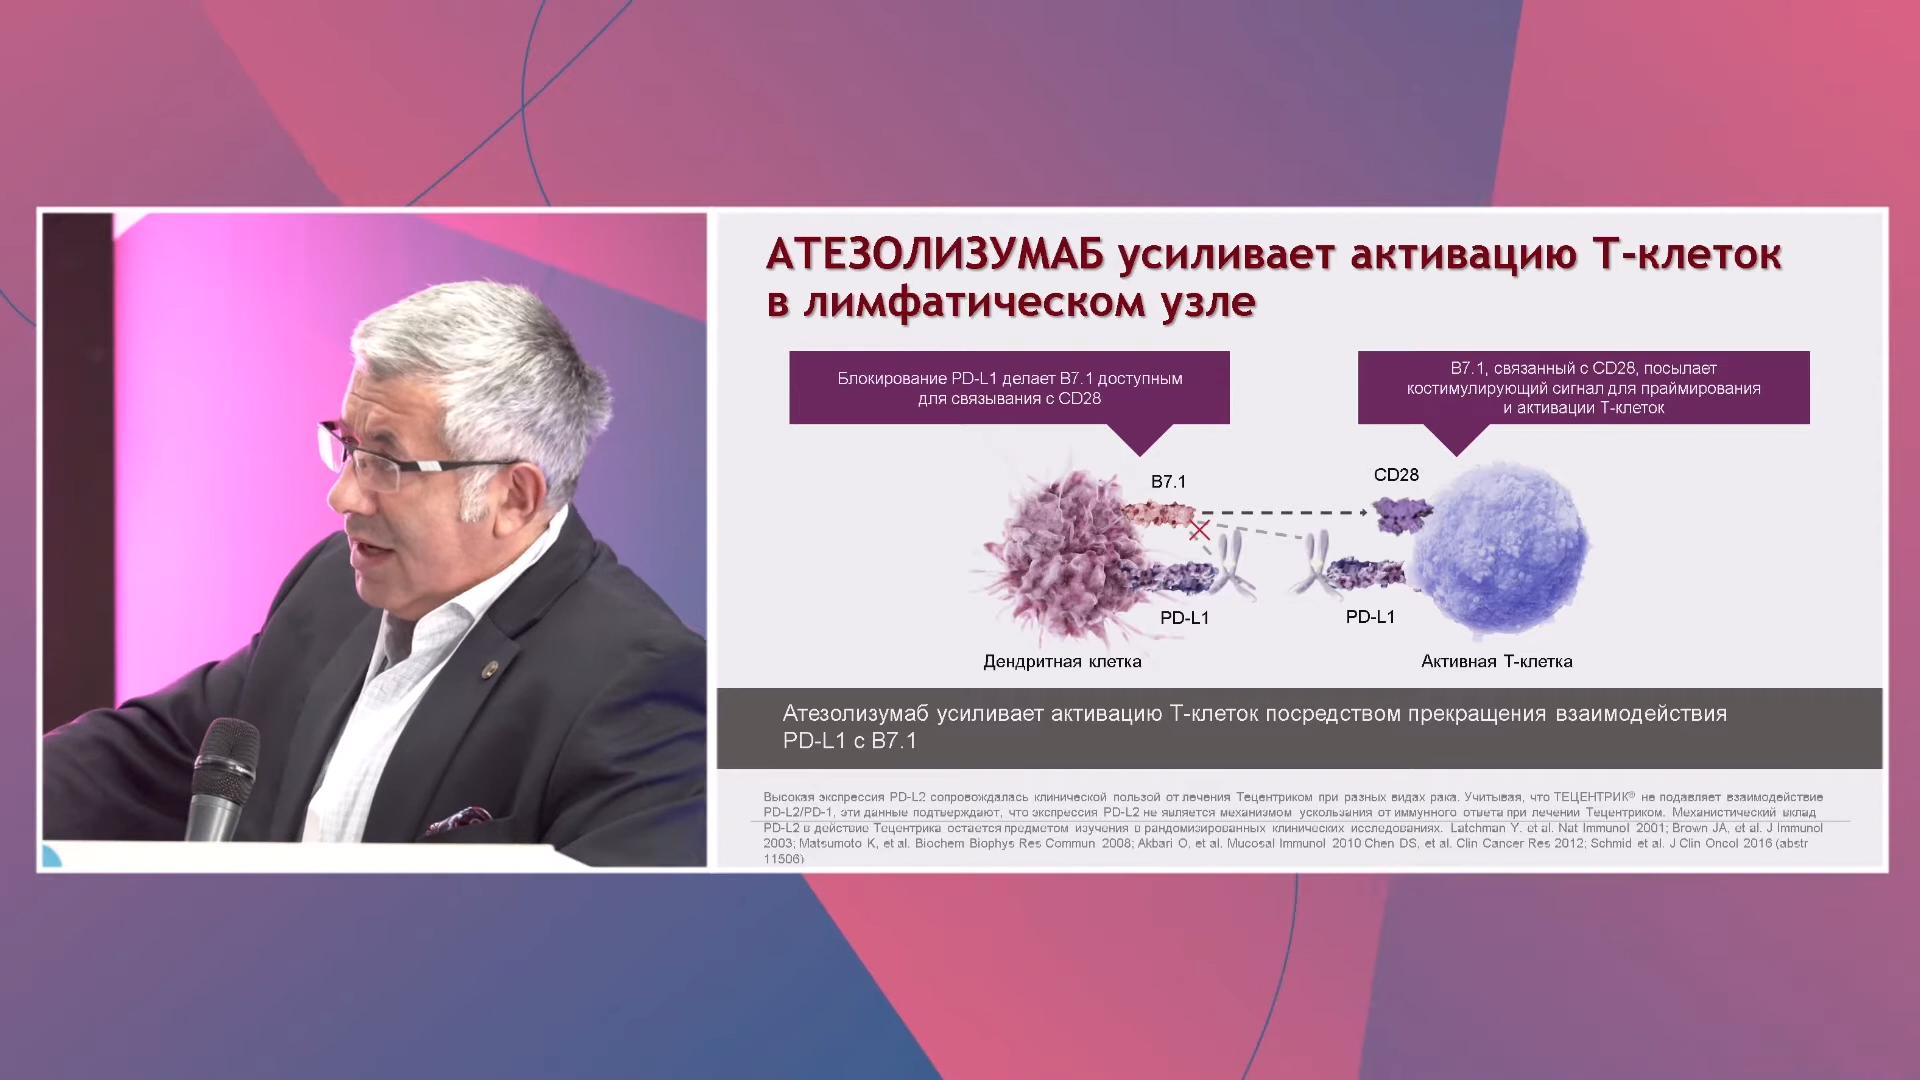 АТЕЗОЛИЗУМАБ усиливает активацию Т-клеток
в лимфатическом узле
Блокирование PD-L1 делает B7.1 доступным
для связывания с CD28
B7.1, связанный с CD28, посылает
костимулирующий сигнал для праймирования
и активации Т-клеток
B7.1
CD28
PD-L1
PD-L1
Дендритная клетка
Активная Т-клетка
Атезолизумаб усиливает активацию Т-клеток посредством прекращения взаимодействия
PD-L1 с B7.1
Высокая экспрессия PD-L2 сопровождалась клинической пользой от лечения Тецентриком при разных видах рака. Учитывая, что ТЕЦЕНТРИК® не подавляет взаимодействие
PD-L2/PD-1, эти данные подтверждают, что экспрессия PD-L2 не является механизмом ускользания от иммунного ответа при лечении Тецентриком. Механистический вклад
PD-L2 в действие Тецентрика остается предметом изучения в рандомизированных клинических исследованиях. Latchman Y. et al. Nat Immunol 2001; Brown JA, et al. J Immunol
2003; Matsumoto K, et al. Biochem Biophys Res Commun 2008; Akbari O, et al. Mucosal Immunol 2010 Chen DS, et al. Clin Cancer Res 2012; Schmid et al. J Clin Oncol 2016 (abstr
11506)